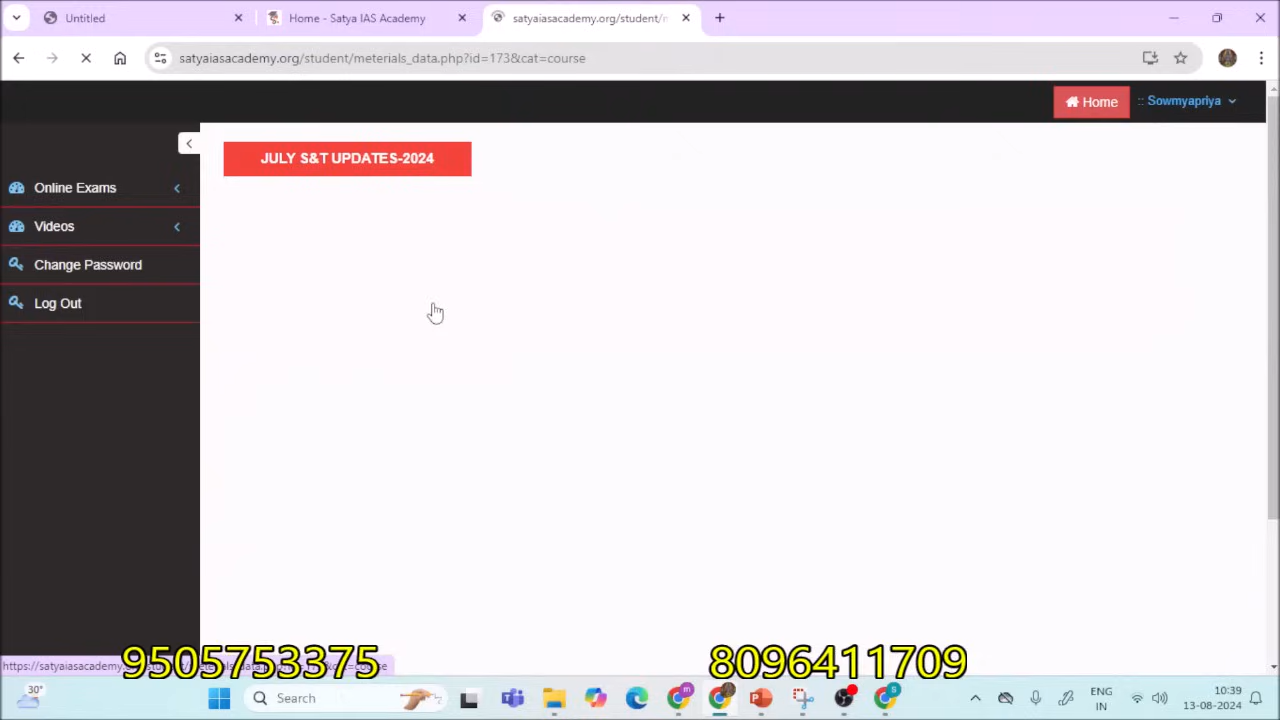 Untitled
Home - Satya IAS Academy
satyaiasacademy.org/student/m
satyaiasacademy.org/student/meterials_data.php?id=173&cat=course
Home
:: Sowmyapriya
JULY S&T UPDATES-2024
Online Exams
Videos
Change Password
Log Out
9505753375
8096411709
30°
Search
ENG
IN
10:39
13-08-2024